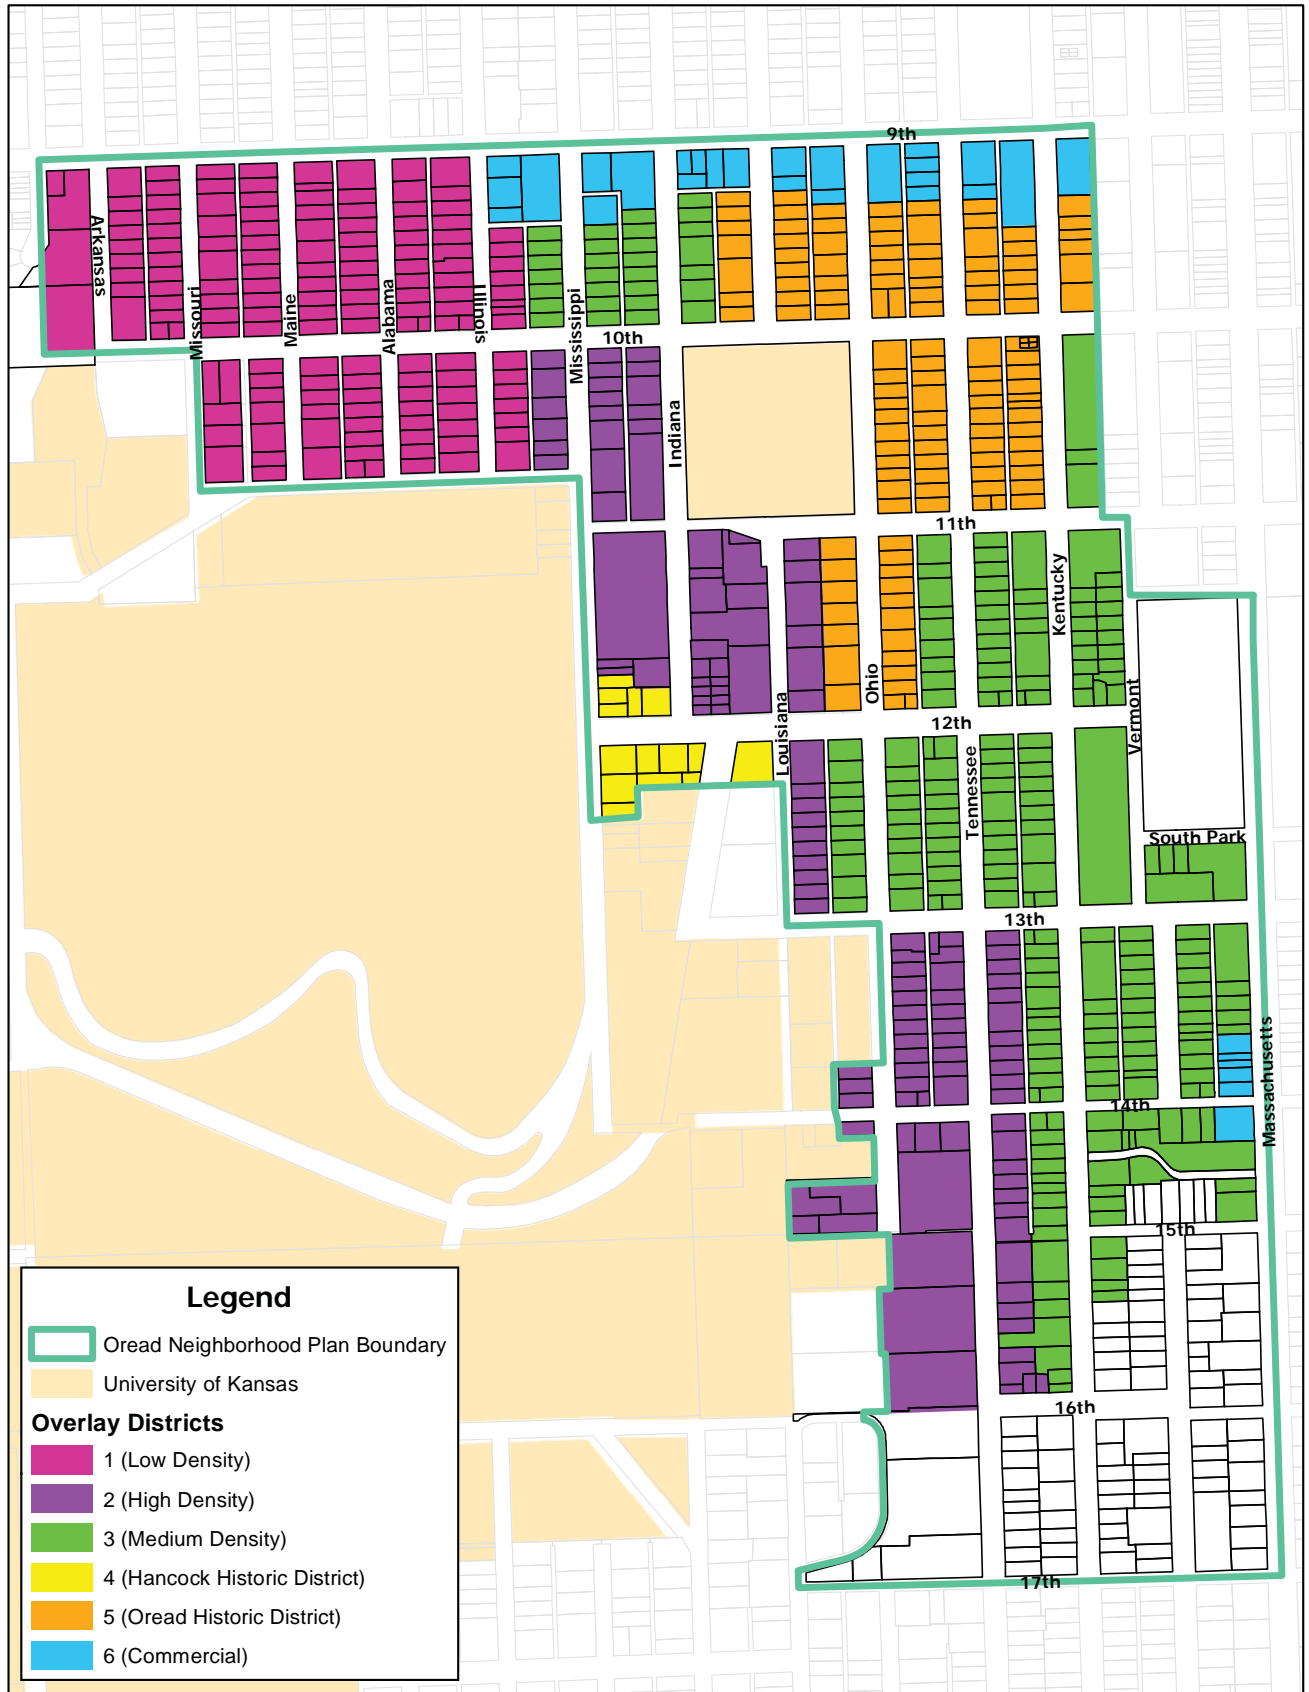 9th
Arkansas
Missouri
Maine
Alabama
Illinois
Mississippi
10th
Indiana
11th
Kentucky
Ohio
Louisiana
12th
Vermont
Tennessee
South Park
13th
Massachusetts
14th
15th
16th
17th
Legend
Oread Neighborhood Plan Boundary
University of Kansas
Overlay Districts
1 (Low Density)
2 (High Density)
3 (Medium Density)
4 (Hancock Historic District)
5 (Oread Historic District)
6 (Commercial)